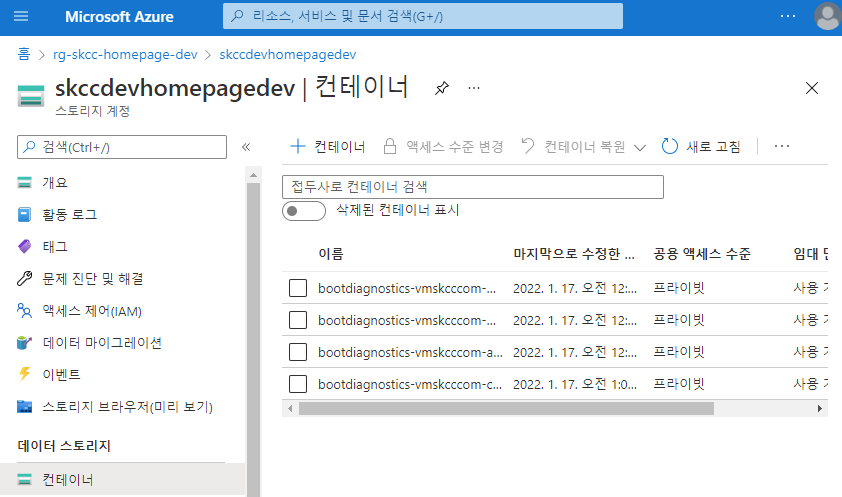 Microsoft Azure
리소스, 서비스 및 문서 검색(G+/)
홈 > rg-skcc-homepage-dev > skccdevhomepagedev
skccdevhomepagedev | 컨테이너
스토리지 계정
검색(Ctrl+/)
개요
활동 로그
태그
문제 진단 및 해결
액세스 제어(IAM)
데이터 마이그레이션
이벤트
스토리지 브라우저(미리 보기)
데이터 스토리지
컨테이너
컨테이너 액세스 수준 변경 컨테이너 복원 새로 고침
접두사로 컨테이너 검색
삭제된 컨테이너 표시
이름 마지막으로 수정한 ... 공용 액세스 수준 임대
bootdiagnostics-vmskcccom-... 2022. 1. 17. 오전 12:... 프라이빗 사용
bootdiagnostics-vmskcccom-... 2022. 1. 17. 오전 12:... 프라이빗 사용
bootdiagnostics-vmskcccom-a... 2022. 1. 17. 오전 12:... 프라이빗 사용
bootdiagnostics-vmskcccom-c... 2022. 1. 17. 오전 1:0... 프라이빗 사용